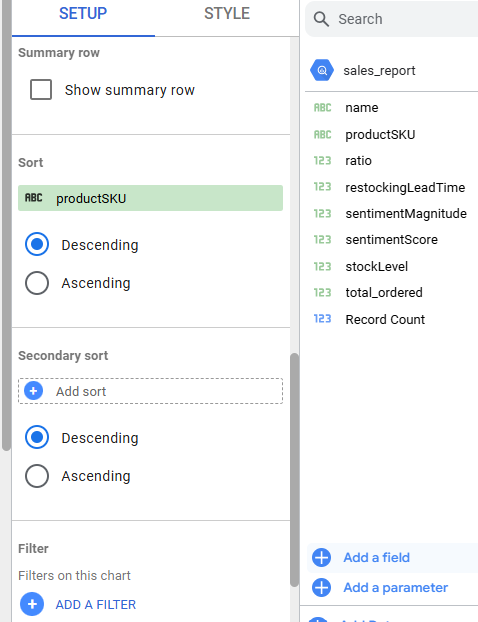 SETUP
STYLE
Summary row
Show summary row
Sort
ABC productSKU
Descending
Ascending
Secondary sort
Add sort
Descending
Ascending
Filter
Filters on this chart
ADD A FILTER
Search
sales_report
ABC name
ABC productSKU
123 ratio
123 restockingLeadTime
123 sentimentMagnitude
123 sentimentScore
123 stockLevel
123 total_ordered
123 Record Count
Add a field
Add a parameter